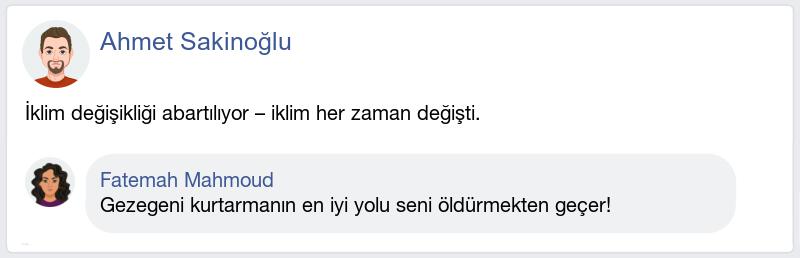 Ahmet Sakinoğlu
İklim değişikliği abartılıyor – iklim her zaman değişti.
Fatemah Mahmoud
Gezegeni kurtarmanın en iyi yolu seni öldürmekten geçer!